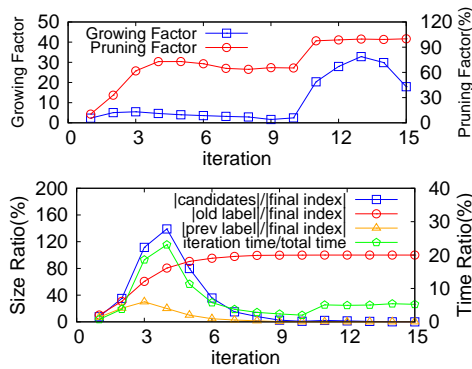 Growing Factor
Pruning Factor
Growing Factor
Pruning Factor(%)
50
40
30
20
10
0
120
90
60
30
0
0 3 6 9 12 15
iteration
|candidates|/|final index|
|old label|/|final index|
|prev label|/|final index|
iteration time/total time
Size Ratio(%)
Time Ratio(%)
200
160
120
80
40
0
40
30
20
10
0
0 3 6 9 12 15
iteration